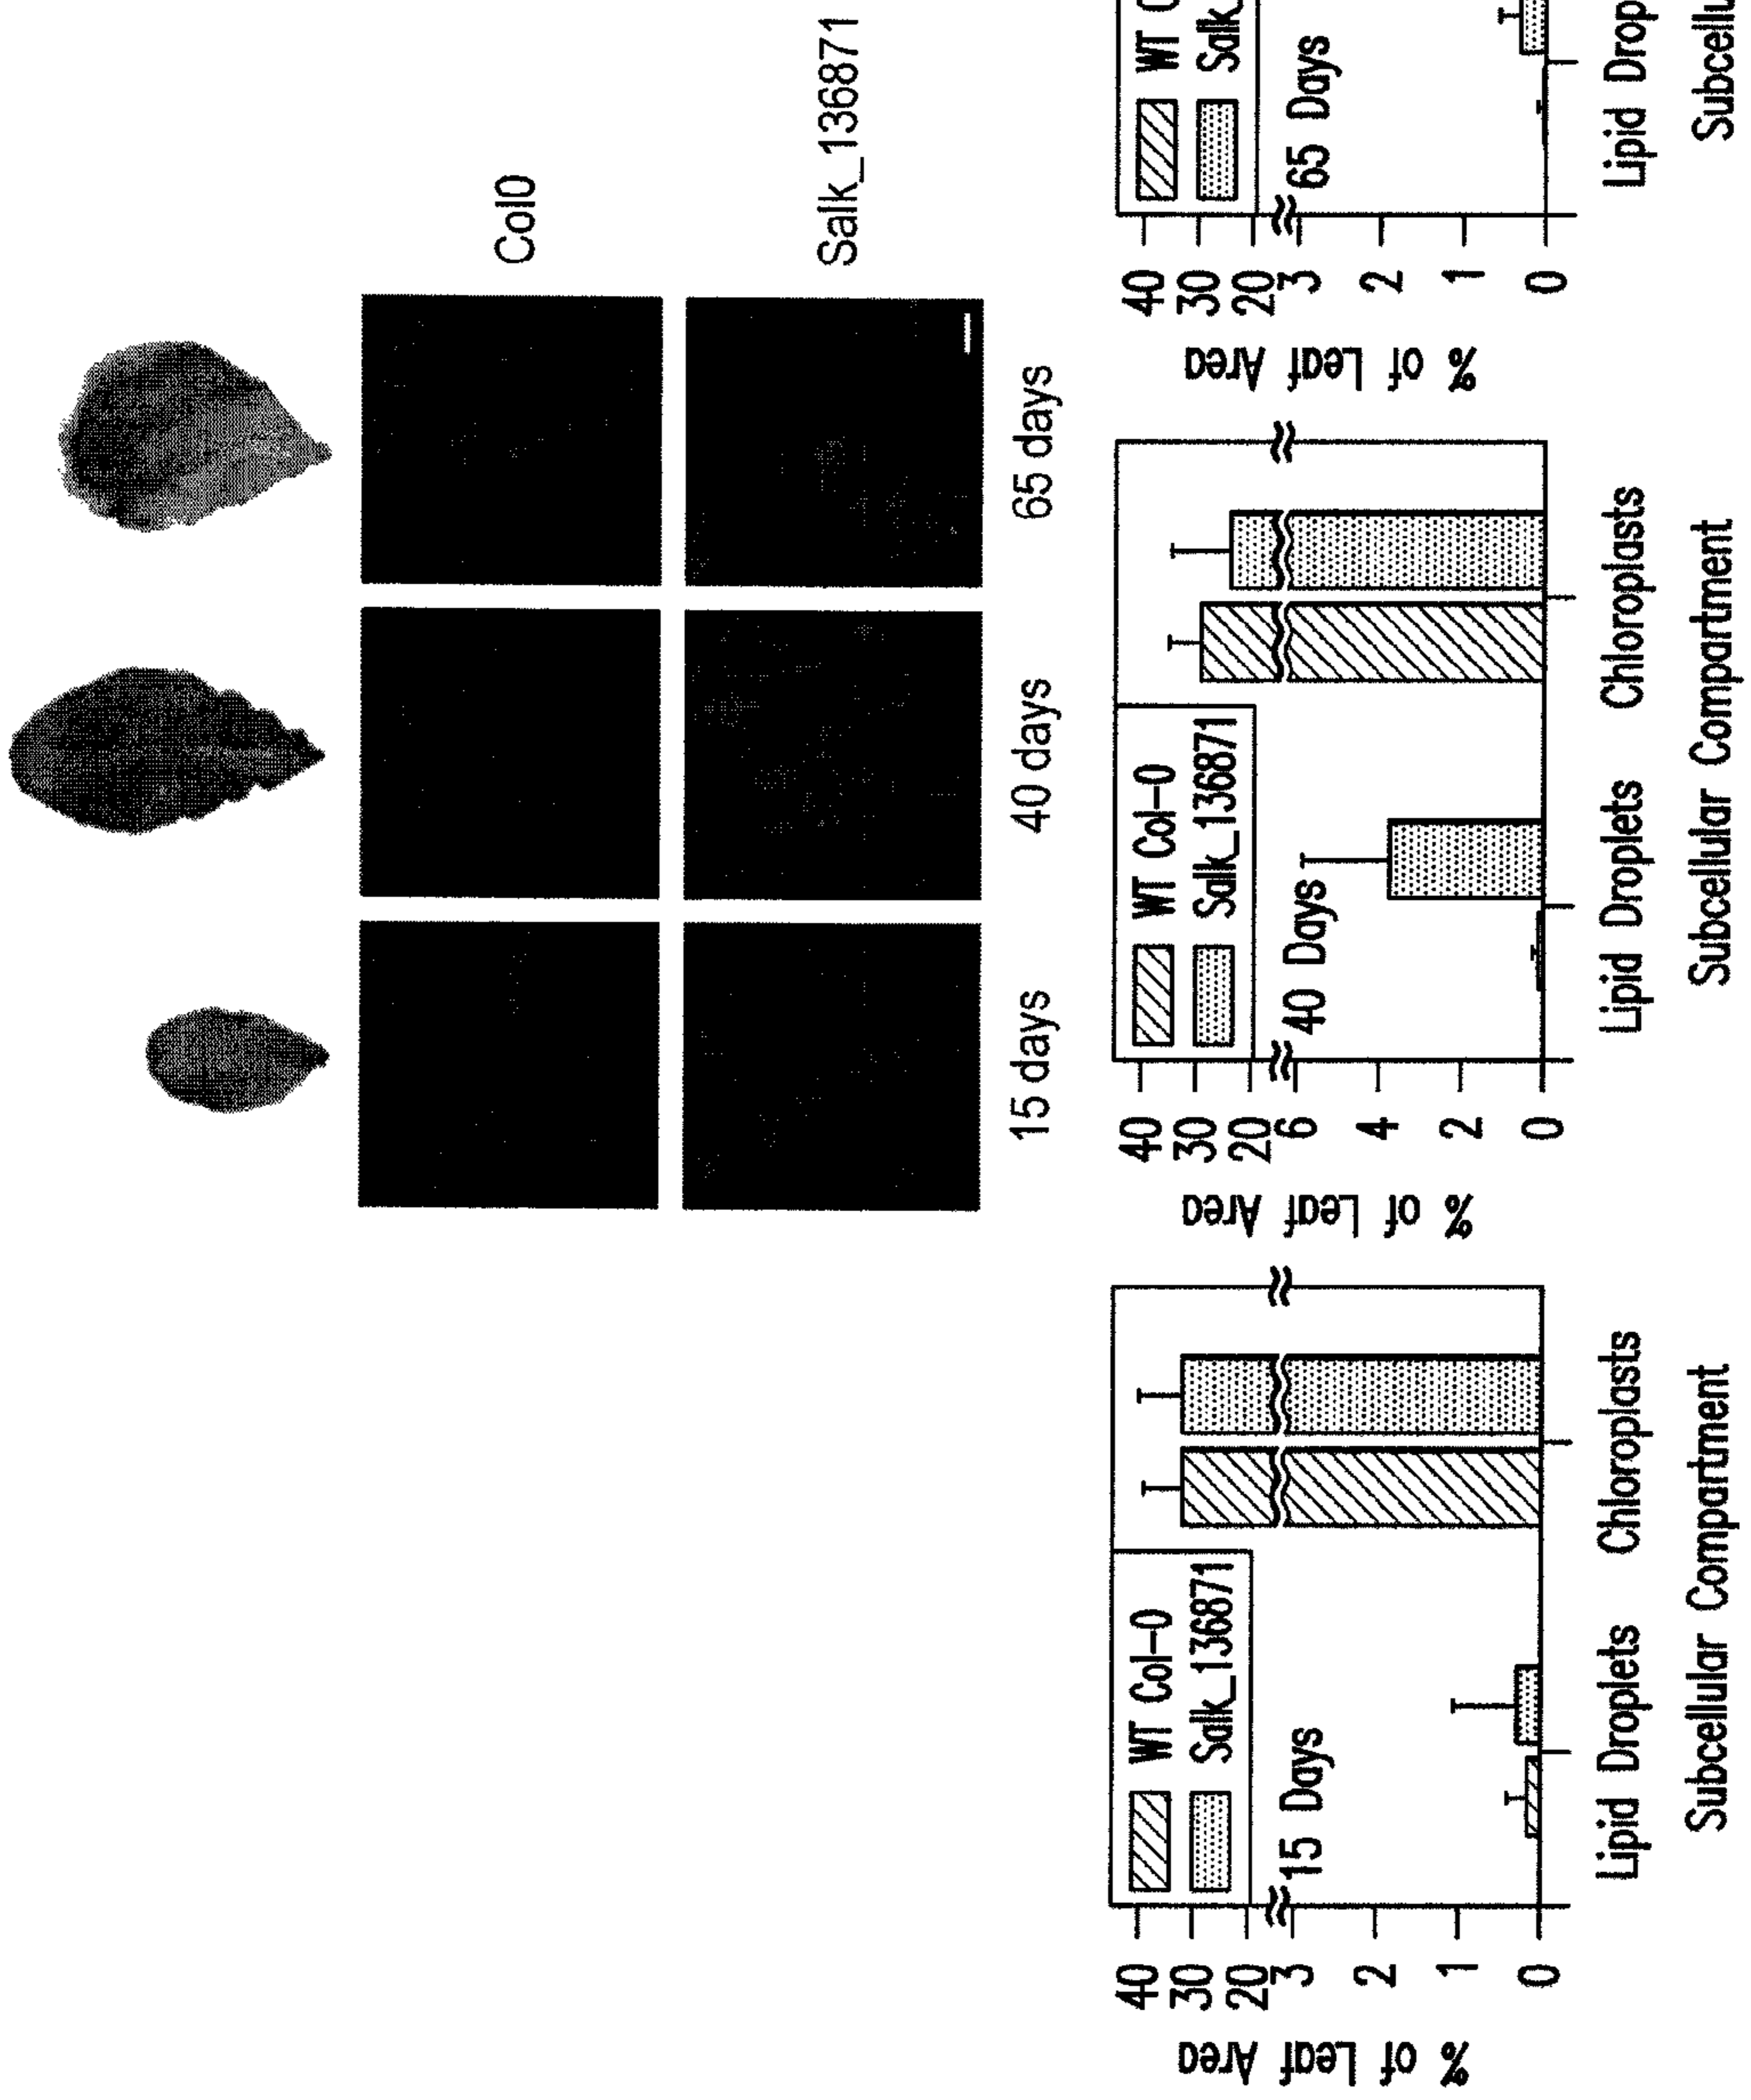 Col0
Salk_136871
15 days
40 days
65 days
% of Leaf Area
40
30
20
3
2
1
0
WT Col-0
Salk_136871
15 Days
Lipid Droplets
Chloroplasts
Subcellular Compartment
% of Leaf Area
40
30
20
6
4
2
0
WT Col-0
Salk_136871
40 Days
Lipid Droplets
Chloroplasts
Subcellular Compartment
% of Leaf Area
40
30
20
3
2
1
0
WT
65 Days
Lipid